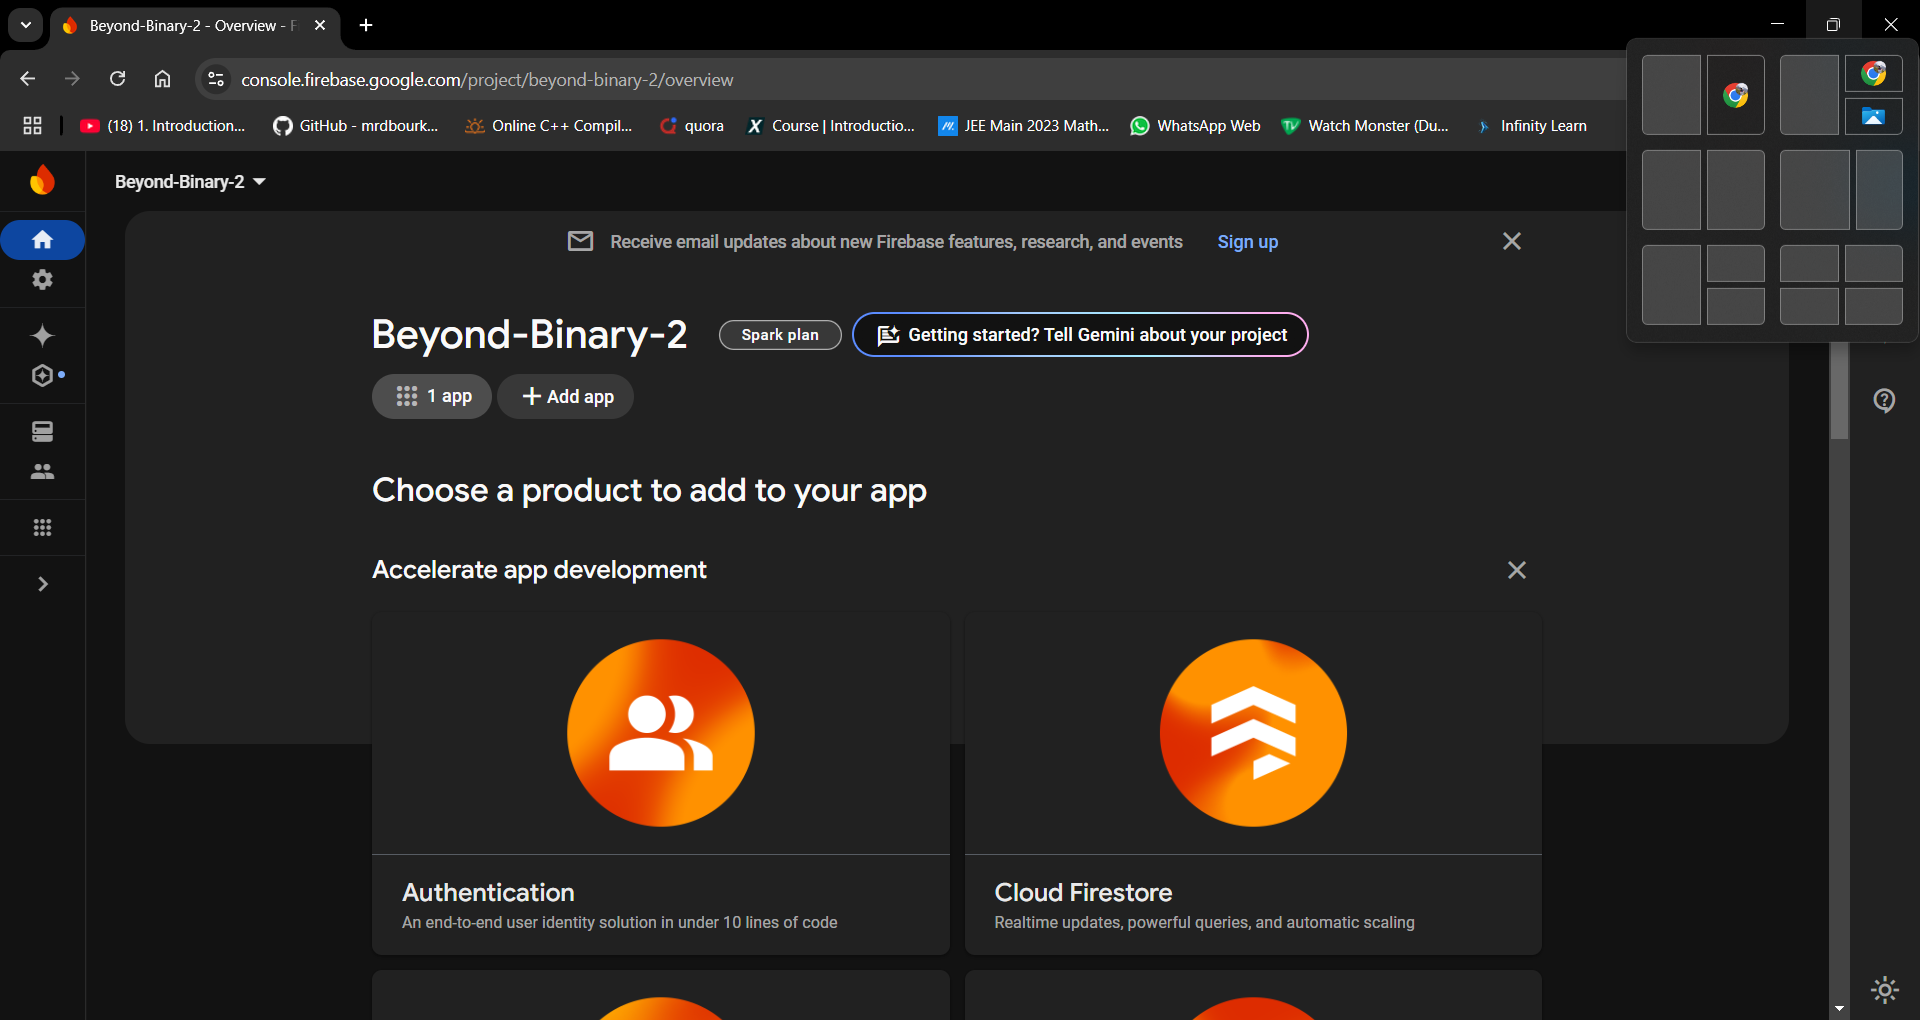 Beyond-Binary-2 - Overview - F
console.firebase.google.com/project/beyond-binary-2/overview
(18) 1. Introduction...
GitHub - mrdbourk...
Online C++ Compil...
quora
Course | Introductio...
JEE Main 2023 Math...
WhatsApp Web
Watch Monster (Du...
Infinity Learn
Beyond-Binary-2
Receive email updates about new Firebase features, research, and events Sign up
Beyond-Binary-2
Spark plan
Getting started? Tell Gemini about your project
1 app
Add app
Choose a product to add to your app
Accelerate app development
Authentication
An end-to-end user identity solution in under 10 lines of code
Cloud Firestore
Realtime updates, powerful queries, and automatic scaling